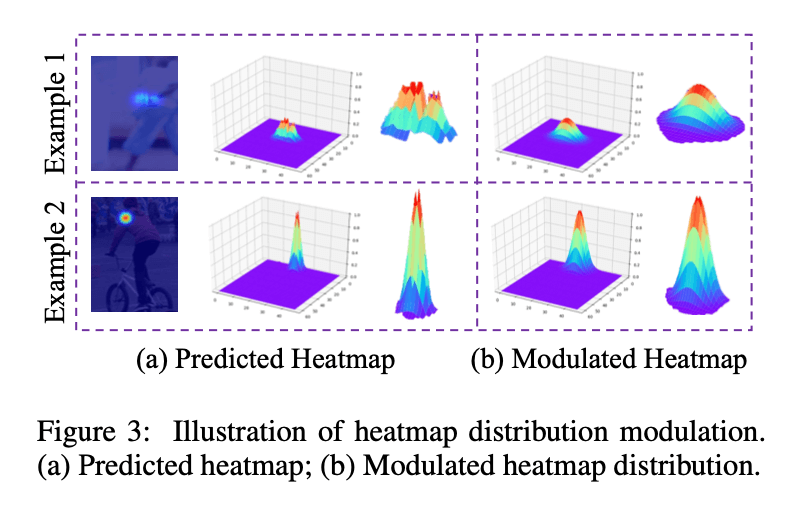 Example 1
Example 2
(a) Predicted Heatmap
(b) Modulated Heatmap
Figure 3: Illustration of heatmap distribution modulation.
(a) Predicted heatmap; (b) Modulated heatmap distribution.